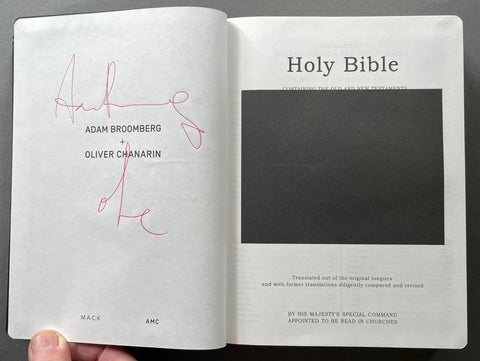 ADAM BROOMBERG
+
OLIVER CHANARIN
MACK AMC
Holy Bible
CONTAINING THE OLD AND NEW TESTAMENTS
Translated out of the original tongues
and with former translations diligently compared and revised
BY HIS MAJESTY'S SPECIAL COMMAND
APPOINTED TO BE READ IN CHURCHES